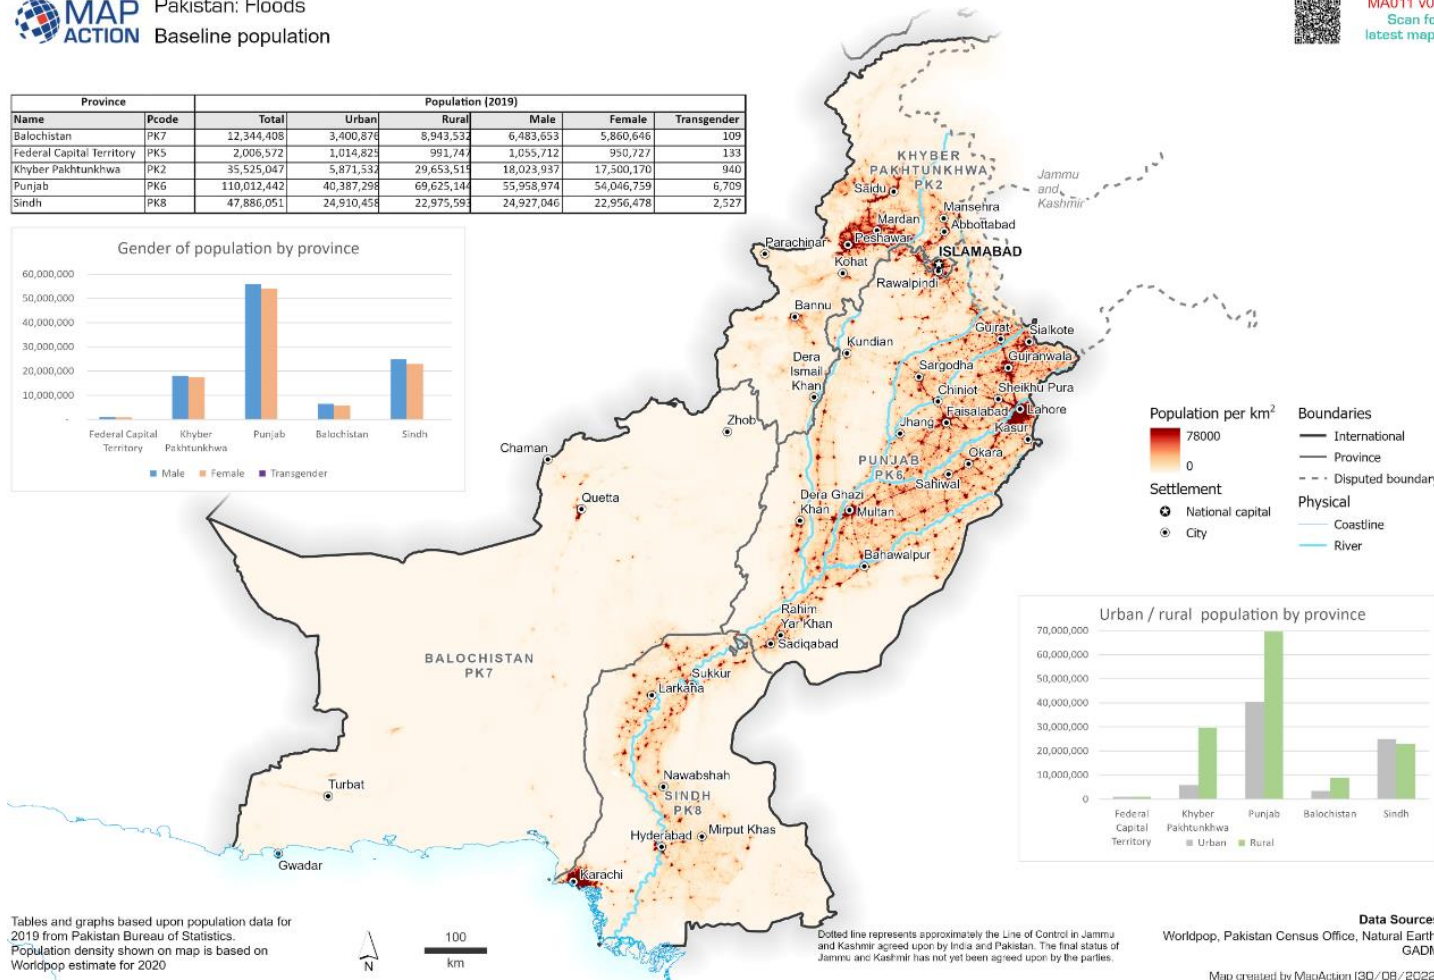 MAP
ACTION
Pakistan: Floods
Baseline population
MA011 v0
Scan fo
latest map
Province Population (2019)
Name Pcode Total Urban Rural Male Female Transgender
Balochistan PK7 12,344,408 3,400,876 8,943,532 6,483,653 5,860,646 109
Federal Capital Territory PK5 2,006,572 1,014,825 991,747 1,055,712 950,727 133
Khyber Pakhtunkhwa PK2 35,525,047 5,871,532 29,653,515 18,023,937 17,500,170 940
Punjab PK6 110,012,442 40,387,298 69,625,144 55,958,974 54,046,759 6,709
Sindh PK8 47,886,051 24,910,458 22,975,593 24,927,046 22,956,478 2,527
Gender of population by province
60,000,000
50,000,000
40,000,000
30,000,000
20,000,000
10,000,000
-
Federal Capital
Territory
Khyber
Pakhtunkhwa
Punjab
Balochistan
Sindh
Male Female Transgender
KHYBER
PAKHTUNKHWA
PK2
Jammu
and
Kashmir
Saidu
Mansehra
Mardan
Abbottabad
Parachinar
Peshawar
ISLAMABAD
Kohat
Rawalpindi
Bannu
Gujrat
Sialkote
Kundian
Dera
Ismail
Khan
Gujranwala
Sargodha
Chiniot
Sheikhu Pura
Faisalabad
Lahore
Jhang
Kasur
Zhob
Chaman
PUNJAB
PK6
Okara
Sahiwal
Quetta
Dera Ghazi
Khan
Multan
Bahawalpur
Rahim
Yar Khan
Sadiqabad
BALOCHISTAN
PK7
Sukkur
Larkana
Turbat
Nawabshah
SINDH
PK8
Hyderabad
Mirput Khas
Gwadar
Karachi
Population per km2
78000
0
Settlement
National capital
City
Boundaries
International
Province
Disputed boundary
Physical
Coastline
River
Urban / rural population by province
70,000,000
60,000,000
50,000,000
40,000,000
30,000,000
20,000,000
10,000,000
0
Federal
Capital
Territory
Khyber
Pakhtunkhwa
Punjab
Balochistan
Sindh
Urban Rural
Tables and graphs based upon population data for
2019 from Pakistan Bureau of Statistics.
Population density shown on map is based on
Worldpop estimate for 2020
N
100
km
Dotted line represents approximately the Line of Control in Jammu
and Kashmir agreed upon by India and Pakistan. The final status of
Jammu and Kashmir has not yet been agreed upon by the parties.
Data Sources
Worldpop, Pakistan Census Office, Natural Earth
GADM
Map created by MapAction (30/08/2022